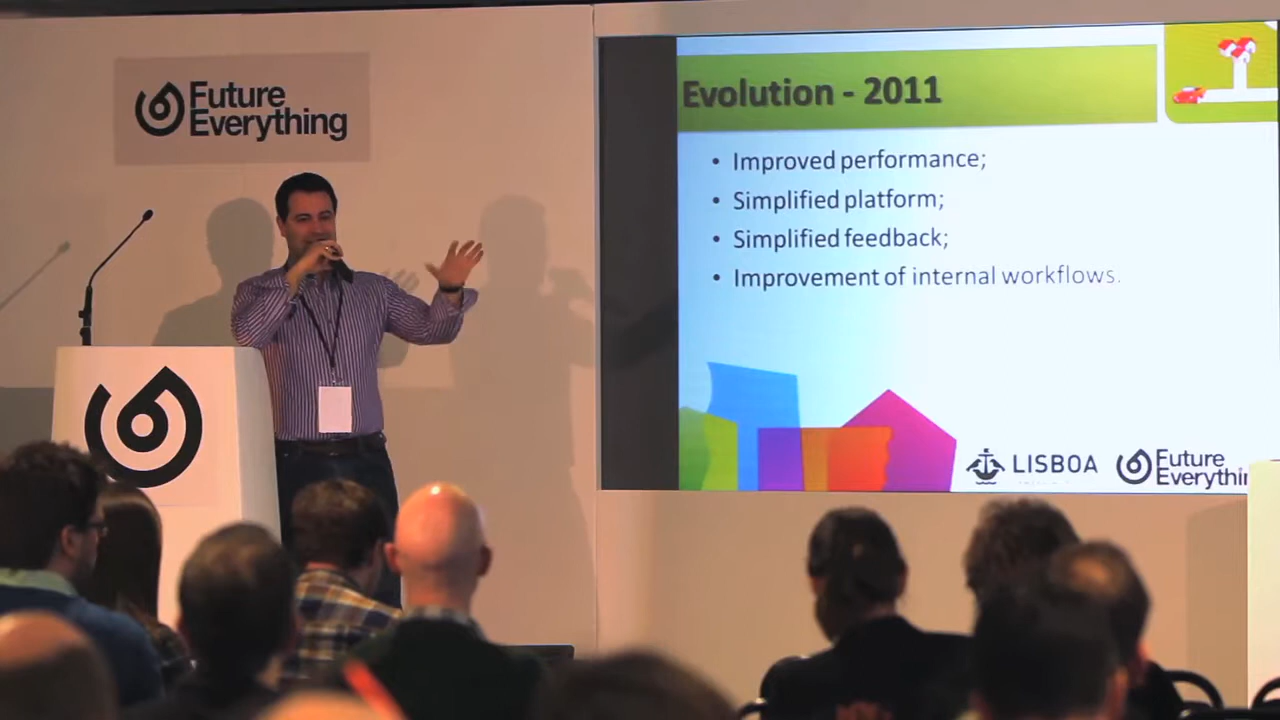 Future
Everything
Evolution - 2011
• Improved performance;
• Simplified platform;
• Simplified feedback;
• Improvement of internal workflows.
LISBOA
Future
Everythin